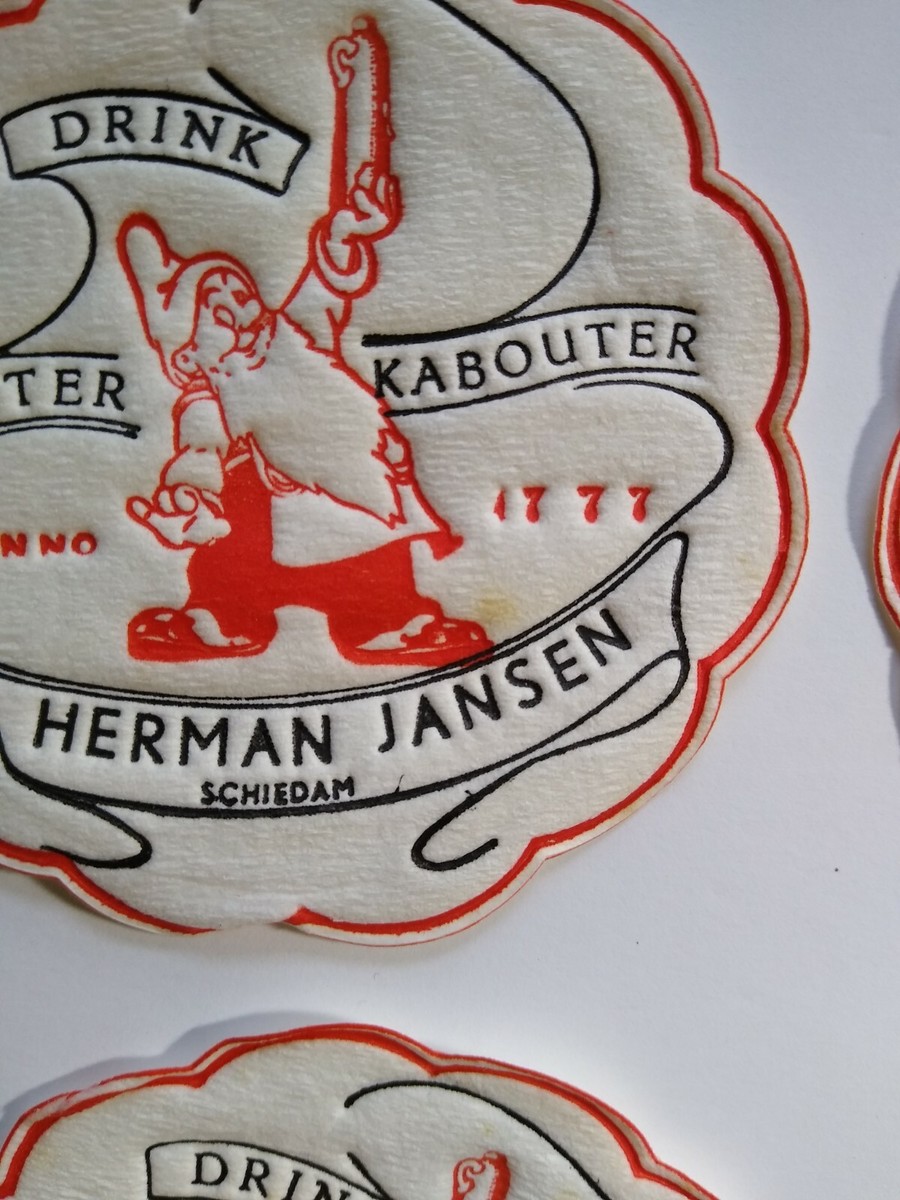 DRINK
TER KABOUTER
NNO 1777
HERMAN JANSEN
SCHIEDAM
DRIN